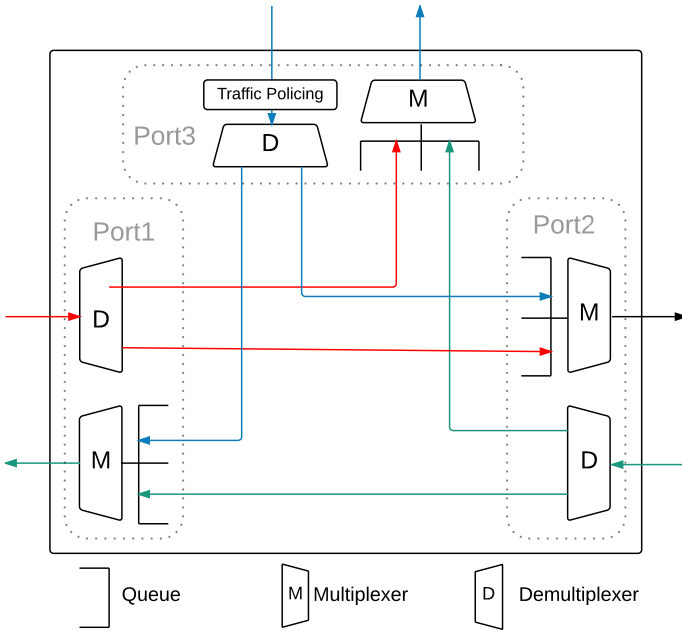 Traffic Policing
M
Port3
D
Port1
Port2
D
M
M
D
Queue
M
Multiplexer
D
Demultiplexer